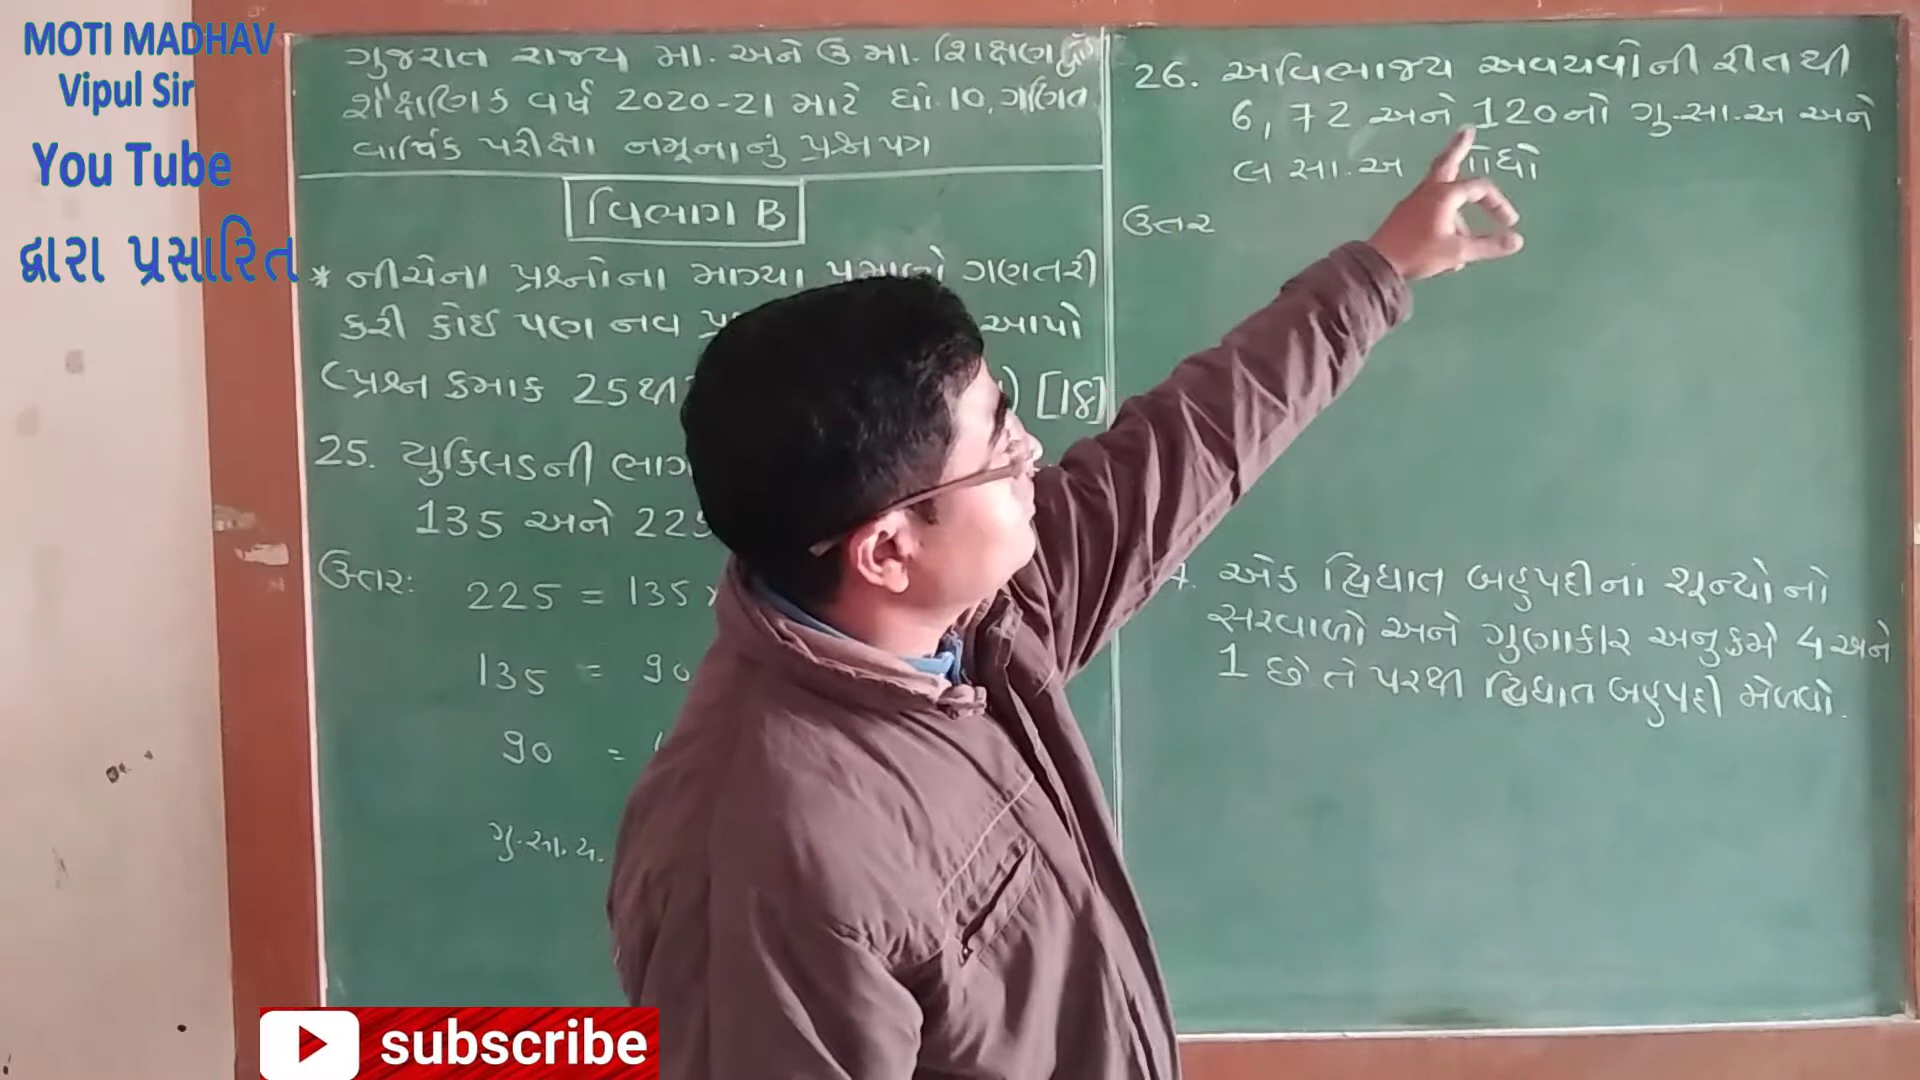 MOTI MADHAV
Vipul Sir
You Tube
દ્વારા પ્રસારિત
ગુજરાત રાજ્ય મા. અને ઉ.મા. શિક્ષણ
શૈક્ષણિક વર્ષ 2020-21 માટે ધો.10, ગણિત
વાર્ષિક પરીક્ષા નમૂનાનું પ્રશ્નપત્ર
વિભાગ B
* નીચેના પ્રશ્નોના માગ્યા ગણતરી
કરી કોઇ પણ નવ આપો
(પ્રશ્ન ક્રમાક 25થી ) [18]
25. યુક્લિડની
135 અને 225
ઉત્તર: 225 = 135
135 = 90
90 =
ગુ.સા.અ.
26. અવિભાજ્ય અવયવોની રીતથી
6, 72 અને 120નો ગુ.સા.અ અને
લ.સા.અ
ઉત્તર
એક દ્વિઘાત બહુપદીનાં શૂન્યોનો
સરવાળો અને ગુણાકાર અનુક્રમે 4 અને
1 છે તે પરથી દ્વિઘાત બહુપદી મેળવો.
subscribe